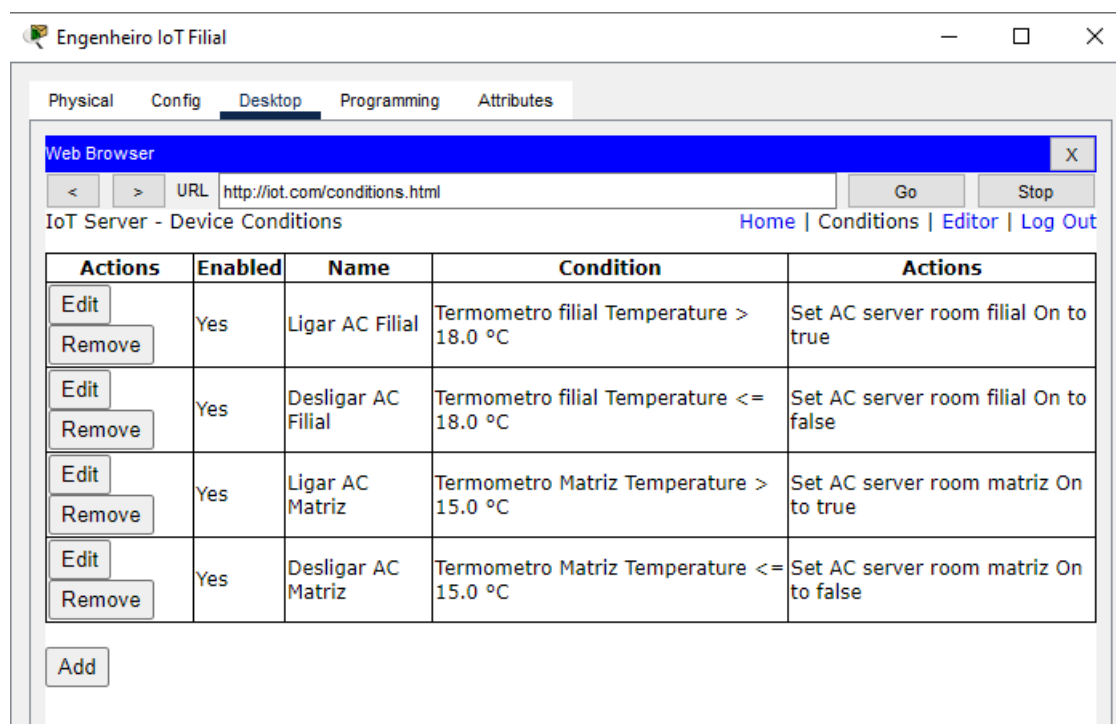 Engenheiro IoT Filial
Physical Config Desktop Programming Attributes
Web Browser X
< > URL http://iot.com/conditions.html Go Stop
IoT Server - Device Conditions Home | Conditions | Editor | Log Out
Actions Enabled Name Condition Actions
Edit
Remove
Yes
Ligar AC Filial
Termometro filial Temperature >
18.0 °C
Set AC server room filial On to
true
Edit
Remove
Yes
Desligar AC
Filial
Termometro filial Temperature <=
18.0 °C
Set AC server room filial On to
false
Edit
Remove
Yes
Ligar AC
Matriz
Termometro Matriz Temperature >
15.0 °C
Set AC server room matriz On
to true
Edit
Remove
Yes
Desligar AC
Matriz
Termometro Matriz Temperature <=
15.0 °C
Set AC server room matriz On
to false
Add